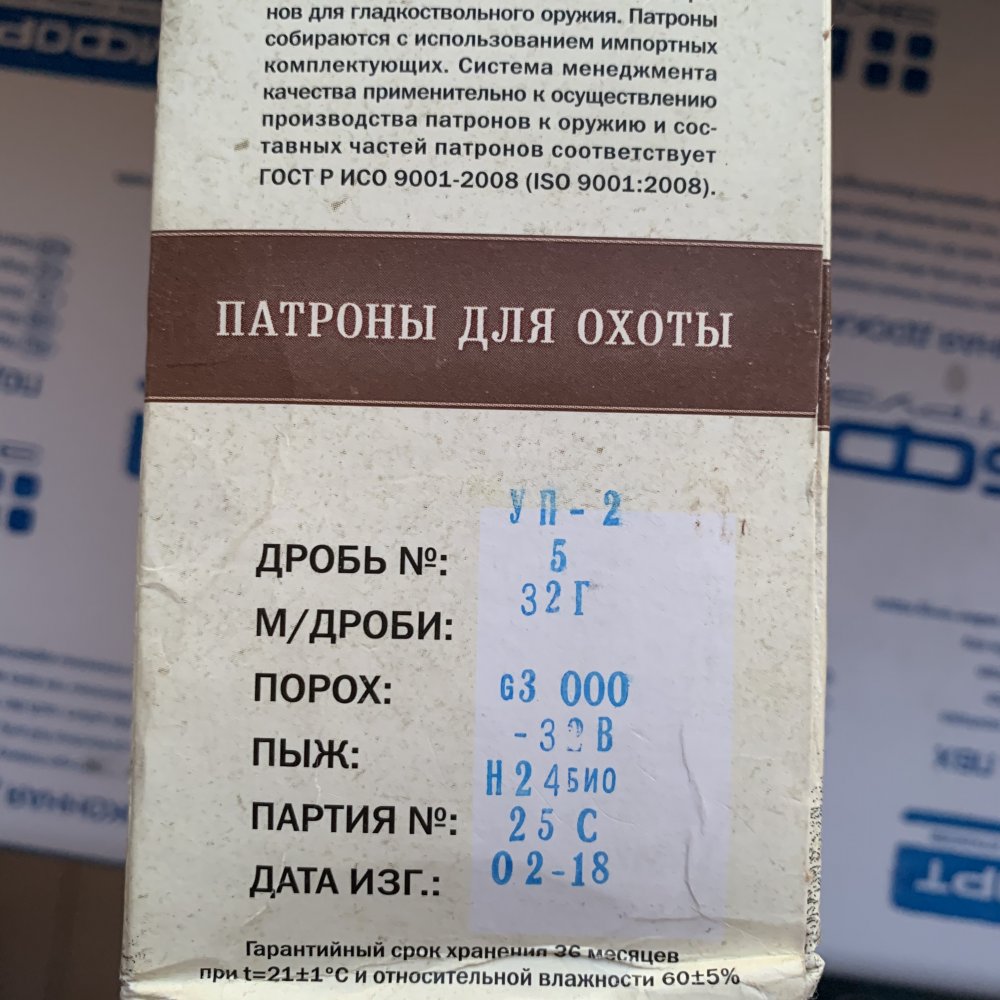 нов для гладкоствольного оружия. Патроны
собираются с использованием импортных
комплектующих. Система менеджмента
качества применительно к осуществлению
производства патронов к оружию и сос-
тавных частей патронов соответствует
ГОСТ Р ИСО 9001-2008 (ISO 9001:2008).
ПАТРОНЫ ДЛЯ ОХОТЫ
УП-2
ДРОБЬ №: 5
М/ДРОБИ: 32Г
ПОРОХ: G3 000
-32В
ПЫЖ: Н24БИО
ПАРТИЯ №: 25 С
ДАТА ИЗГ.: 02-18
Гарантийный срок хранения 36 месяцев
при t=21±1°С и относительной влажности 60±5%